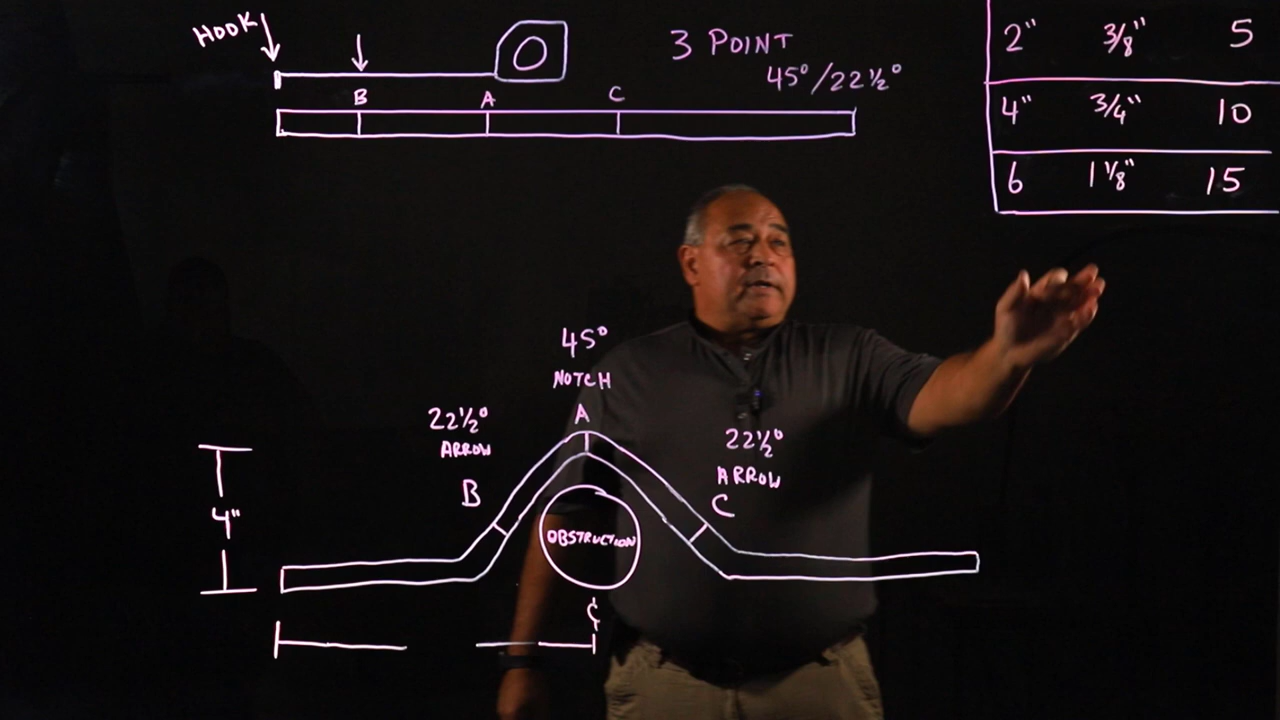 HOOK
3 POINT
45°/22½°
B A C
2" 3/8" 5
4" 3/4" 10
6 1 1/8" 15
45°
NOTCH
A
22½°
ARROW
B
22½°
ARROW
C
4"
OBSTRUCTION
¢